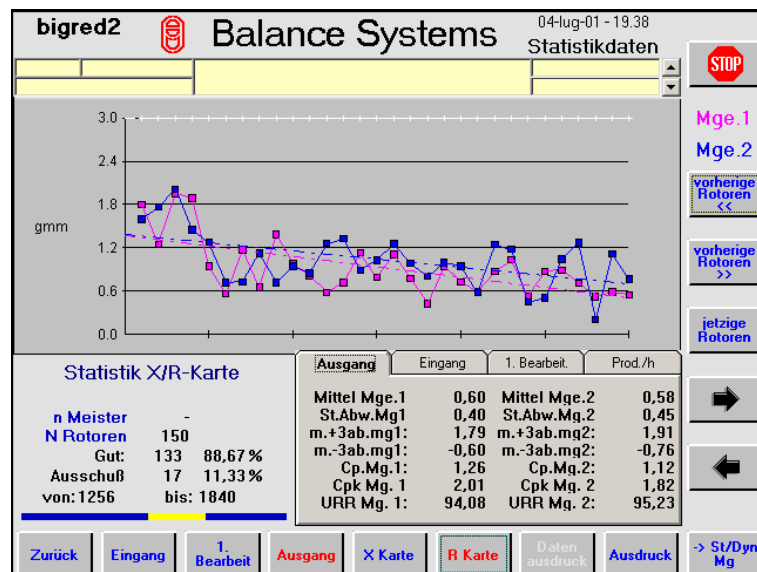 bigred2
Balance Systems
04-lug-01 - 19.38
Statistikdaten
STOP
Mge.1
Mge.2
vorherige
Rotoren
<<
vorherige
Rotoren
>>
jetzige
Rotoren
3.0
2.4
1.8
gmm
1.2
0.6
0.0
Statistik X/R-Karte
n Meister -
N Rotoren 150
Gut: 133 88,67%
Ausschuß 17 11,33%
von: 1256 bis: 1840
Ausgang Eingang 1. Bearbeit. Prod./h
Mittel Mge.1 0,60 Mittel Mge.2 0,58
St.Abw.Mg1 0,40 St.Abw.Mg.2 0,45
m.+3ab.mg1: 1,79 m.+3ab.mg2: 1,91
m.-3ab.mg1: -0,60 m.-3ab.mg2: -0,76
Cp.Mg.1: 1,26 Cp.Mg.2: 1,12
Cpk Mg. 1 2,01 Cpk Mg. 2 1,82
URR Mg. 1: 94,08 URR Mg. 2: 95,23
Zurück
Eingang
1.
Bearbeit
Ausgang
X Karte
R Karte
Daten
ausdruck
Ausdruck
-> St/Dyn
Mg